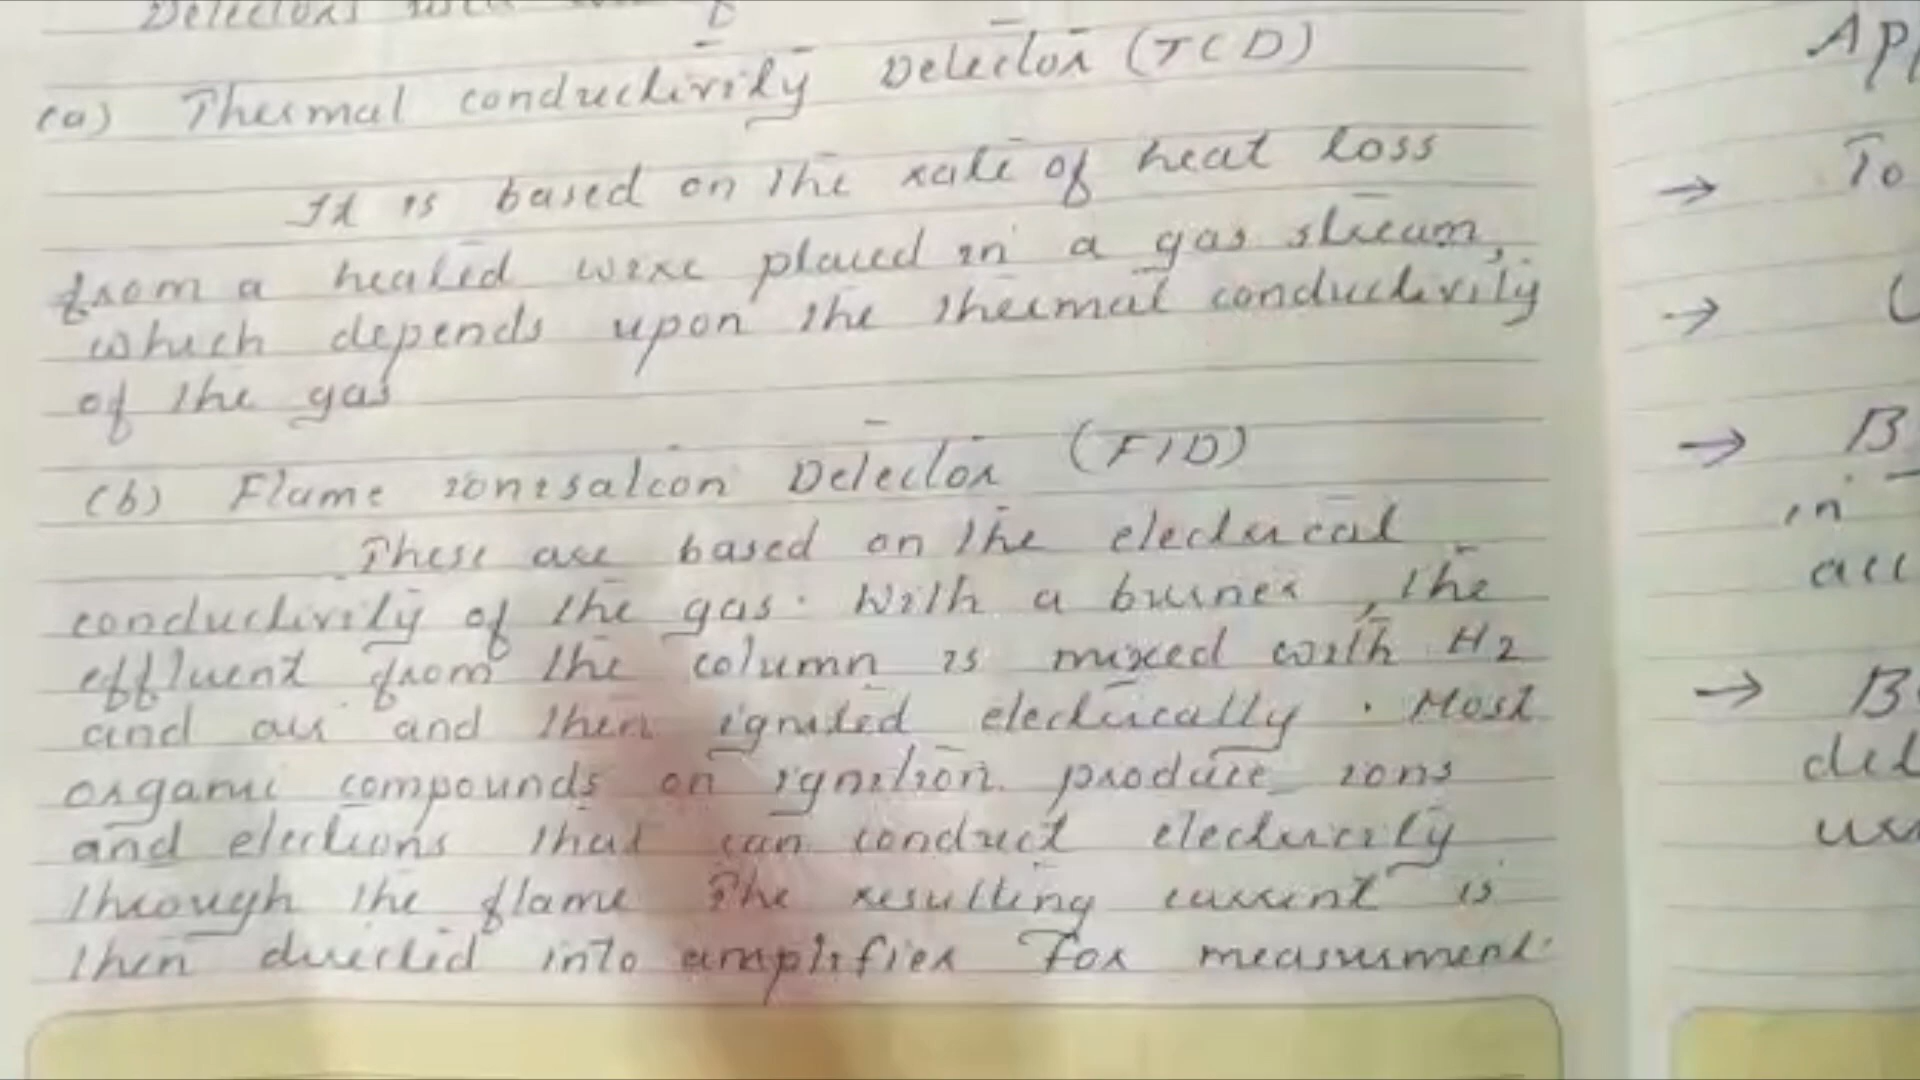 Detectors
(a) Thermal conductivity Detector (TCD)
It is based on the rate of heat loss
from a heated wire placed in a gas stream,
which depends upon the thermal conductivity
of the gas
(b) Flame ionisation Detector (FID)
These are based on the electrical
conductivity of the gas. With a burner, the
effluent from the column is mixed with H2
and air and then ignited electrically. Most
organic compounds on ignition produce ions
and electrons that can conduct electricity
through the flame The resulting current is
then directed into amplifier for measurment.
App
→ To
→
→ B
in
acc
→ B
det